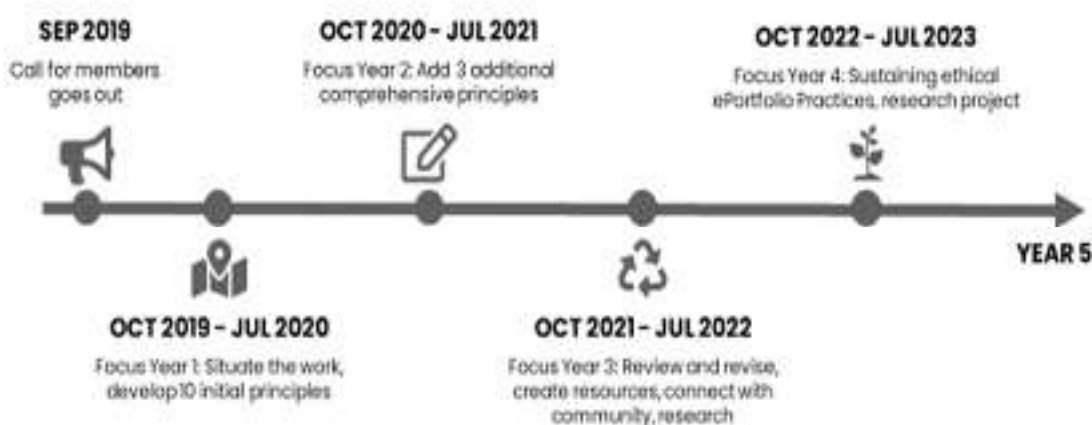 SEP 2019
Call for members
goes out
OCT 2019 - JUL 2020
Focus Year 1: Situate the work,
develop 10 initial principles
OCT 2020 - JUL 2021
Focus Year 2: Add 3 additional
comprehensive principles
OCT 2021 - JUL 2022
Focus Year 3: Review and revise,
create resources, connect with
community, research
OCT 2022 - JUL 2023
Focus Year 4: Sustaining ethical
ePortfolio Practices, research project
YEAR 5